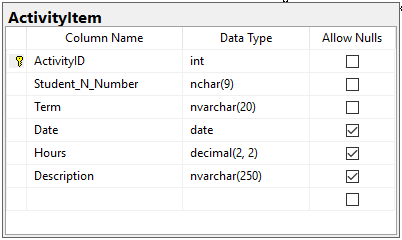 ActivityItem
Column Name Data Type Allow Nulls
ActivityID int
Student_N_Number nchar(9)
Term nvarchar(20)
Date date
Hours decimal(2, 2)
Description nvarchar(250)